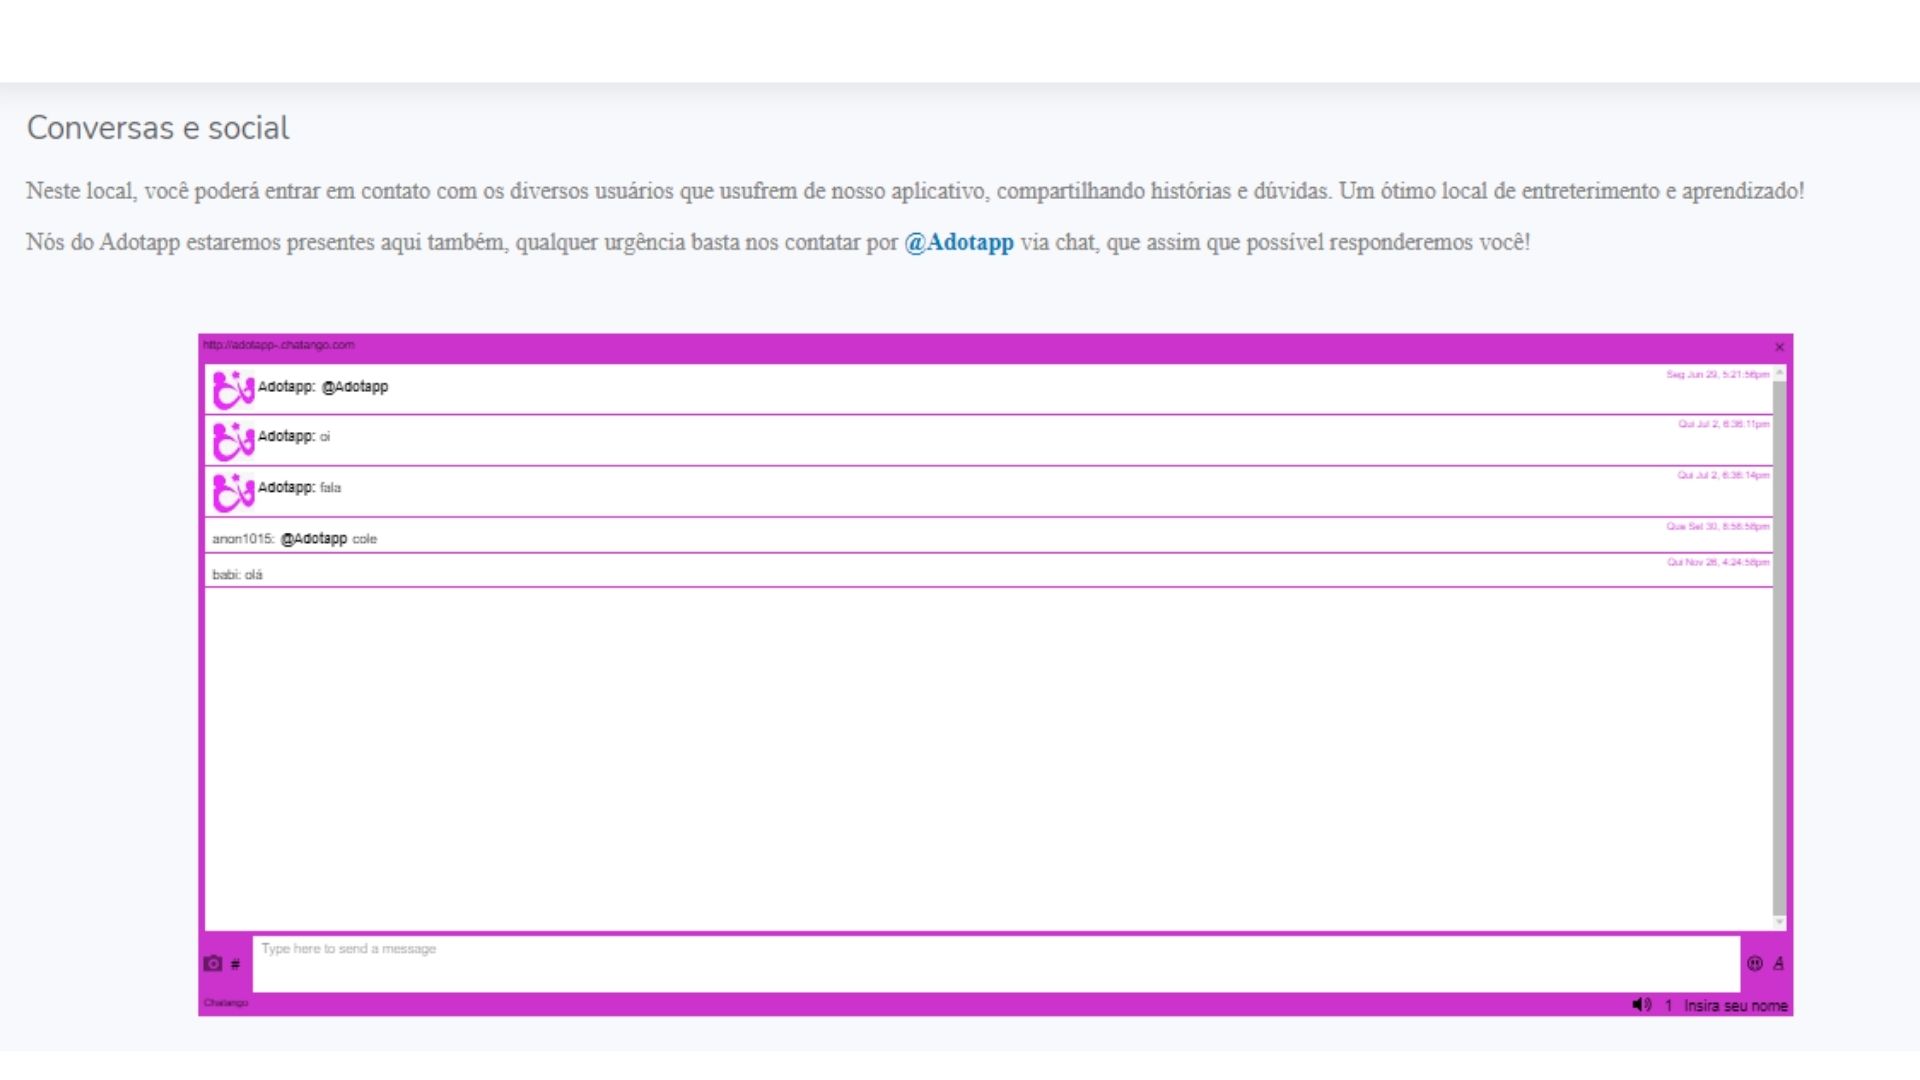 Conversas e social
Neste local, você poderá entrar em contato com os diversos usuários que usufrem de nosso aplicativo, compartilhando histórias e dúvidas. Um ótimo local de entreterimento e aprendizado!
Nós do Adotapp estaremos presentes aqui também, qualquer urgência basta nos contatar por @Adotapp via chat, que assim que possível responderemos você!
http://adotapp-.chatango.com
Adotapp: @Adotapp
Seg Jun 29, 5:21:56pm
Adotapp: oi
Qui Jul 2, 6:36:11pm
Adotapp: fala
Qui Jul 2, 6:36:14pm
anon1015: @Adotapp cole
Qua Set 30, 8:58:58pm
babi: olá
Qui Nov 26, 4:24:58pm
Type here to send a message
#
A
Chatango
1 Insira seu nome